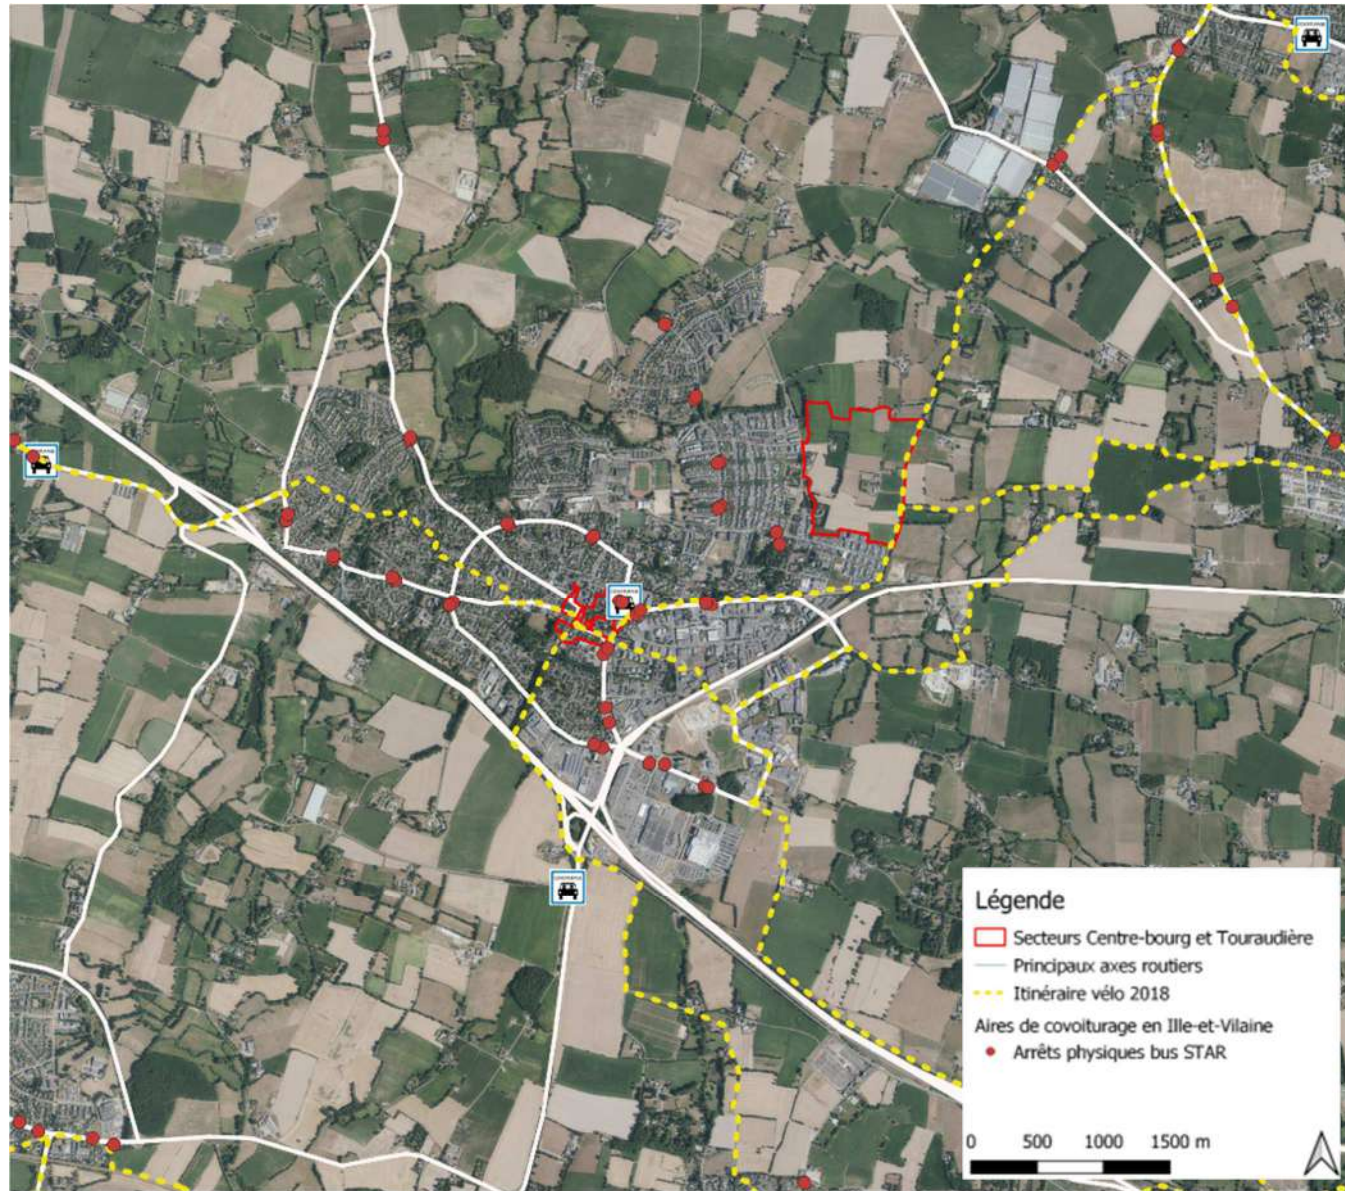 Légende
Secteurs Centre-bourg et Touraudière
Principaux axes routiers
Itinéraire vélo 2018
Aires de covoiturage en Ille-et-Vilaine
Arrêts physiques bus STAR
0 500 1000 1500 m